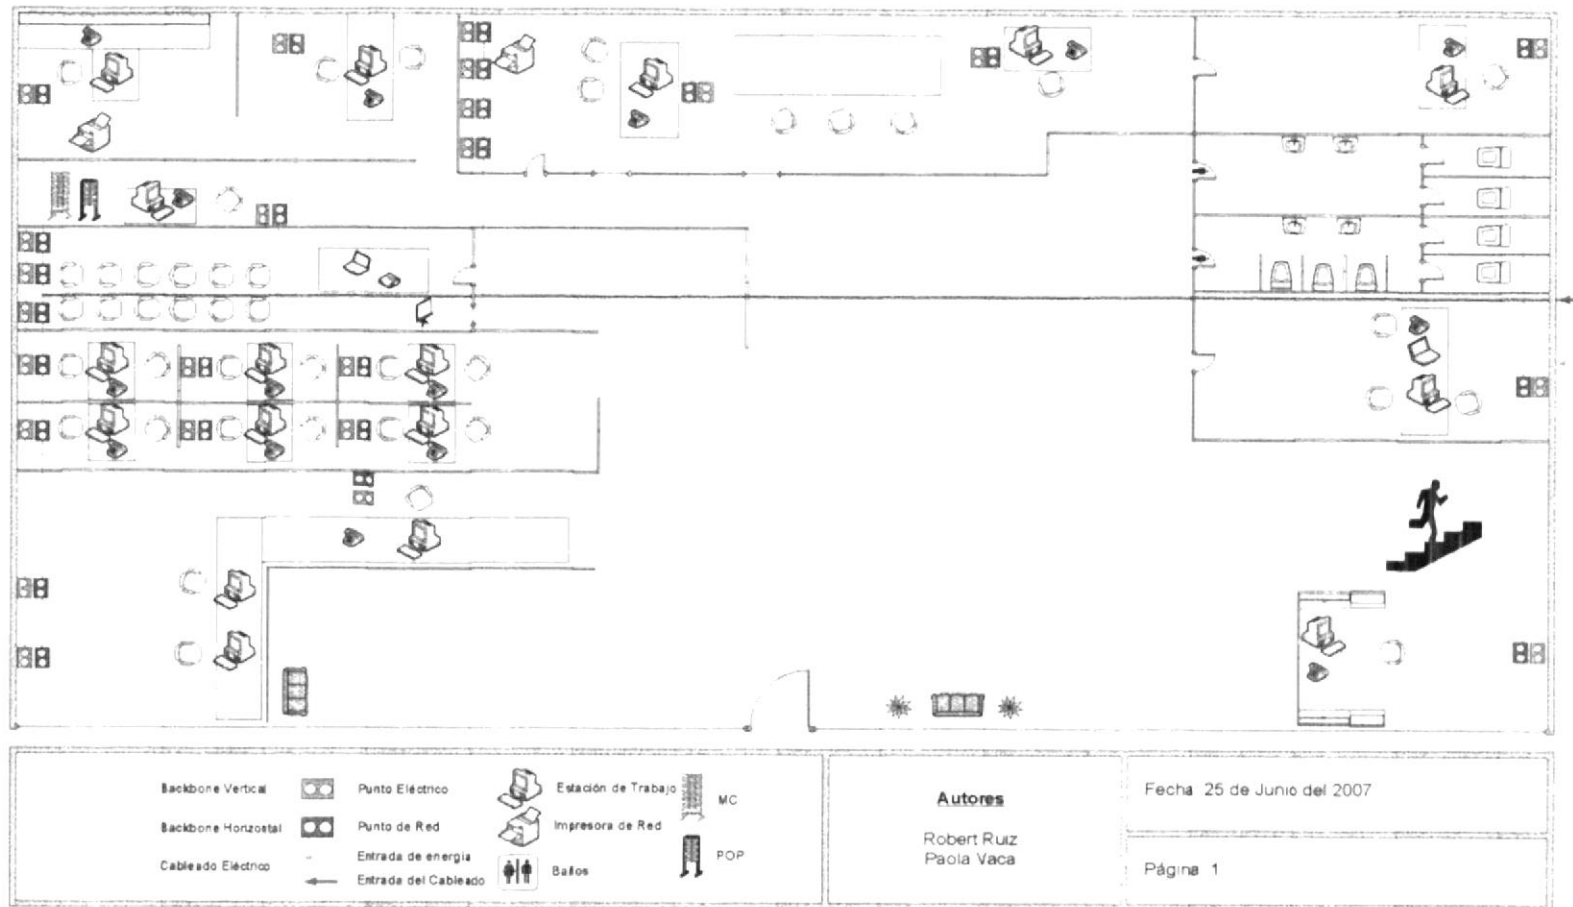 Backbone Vertical
Punto Eléctrico
Estación de Trabajo
MC
Backbone Horizostal
Punto de Red
Impresora de Red
Cableado Eléctrico
Entrada de energía
Entrada del Cableado
Baños
POP
Autores
Robert Ruiz
Paola Vaca
Fecha 25 de Junio del 2007
Página 1